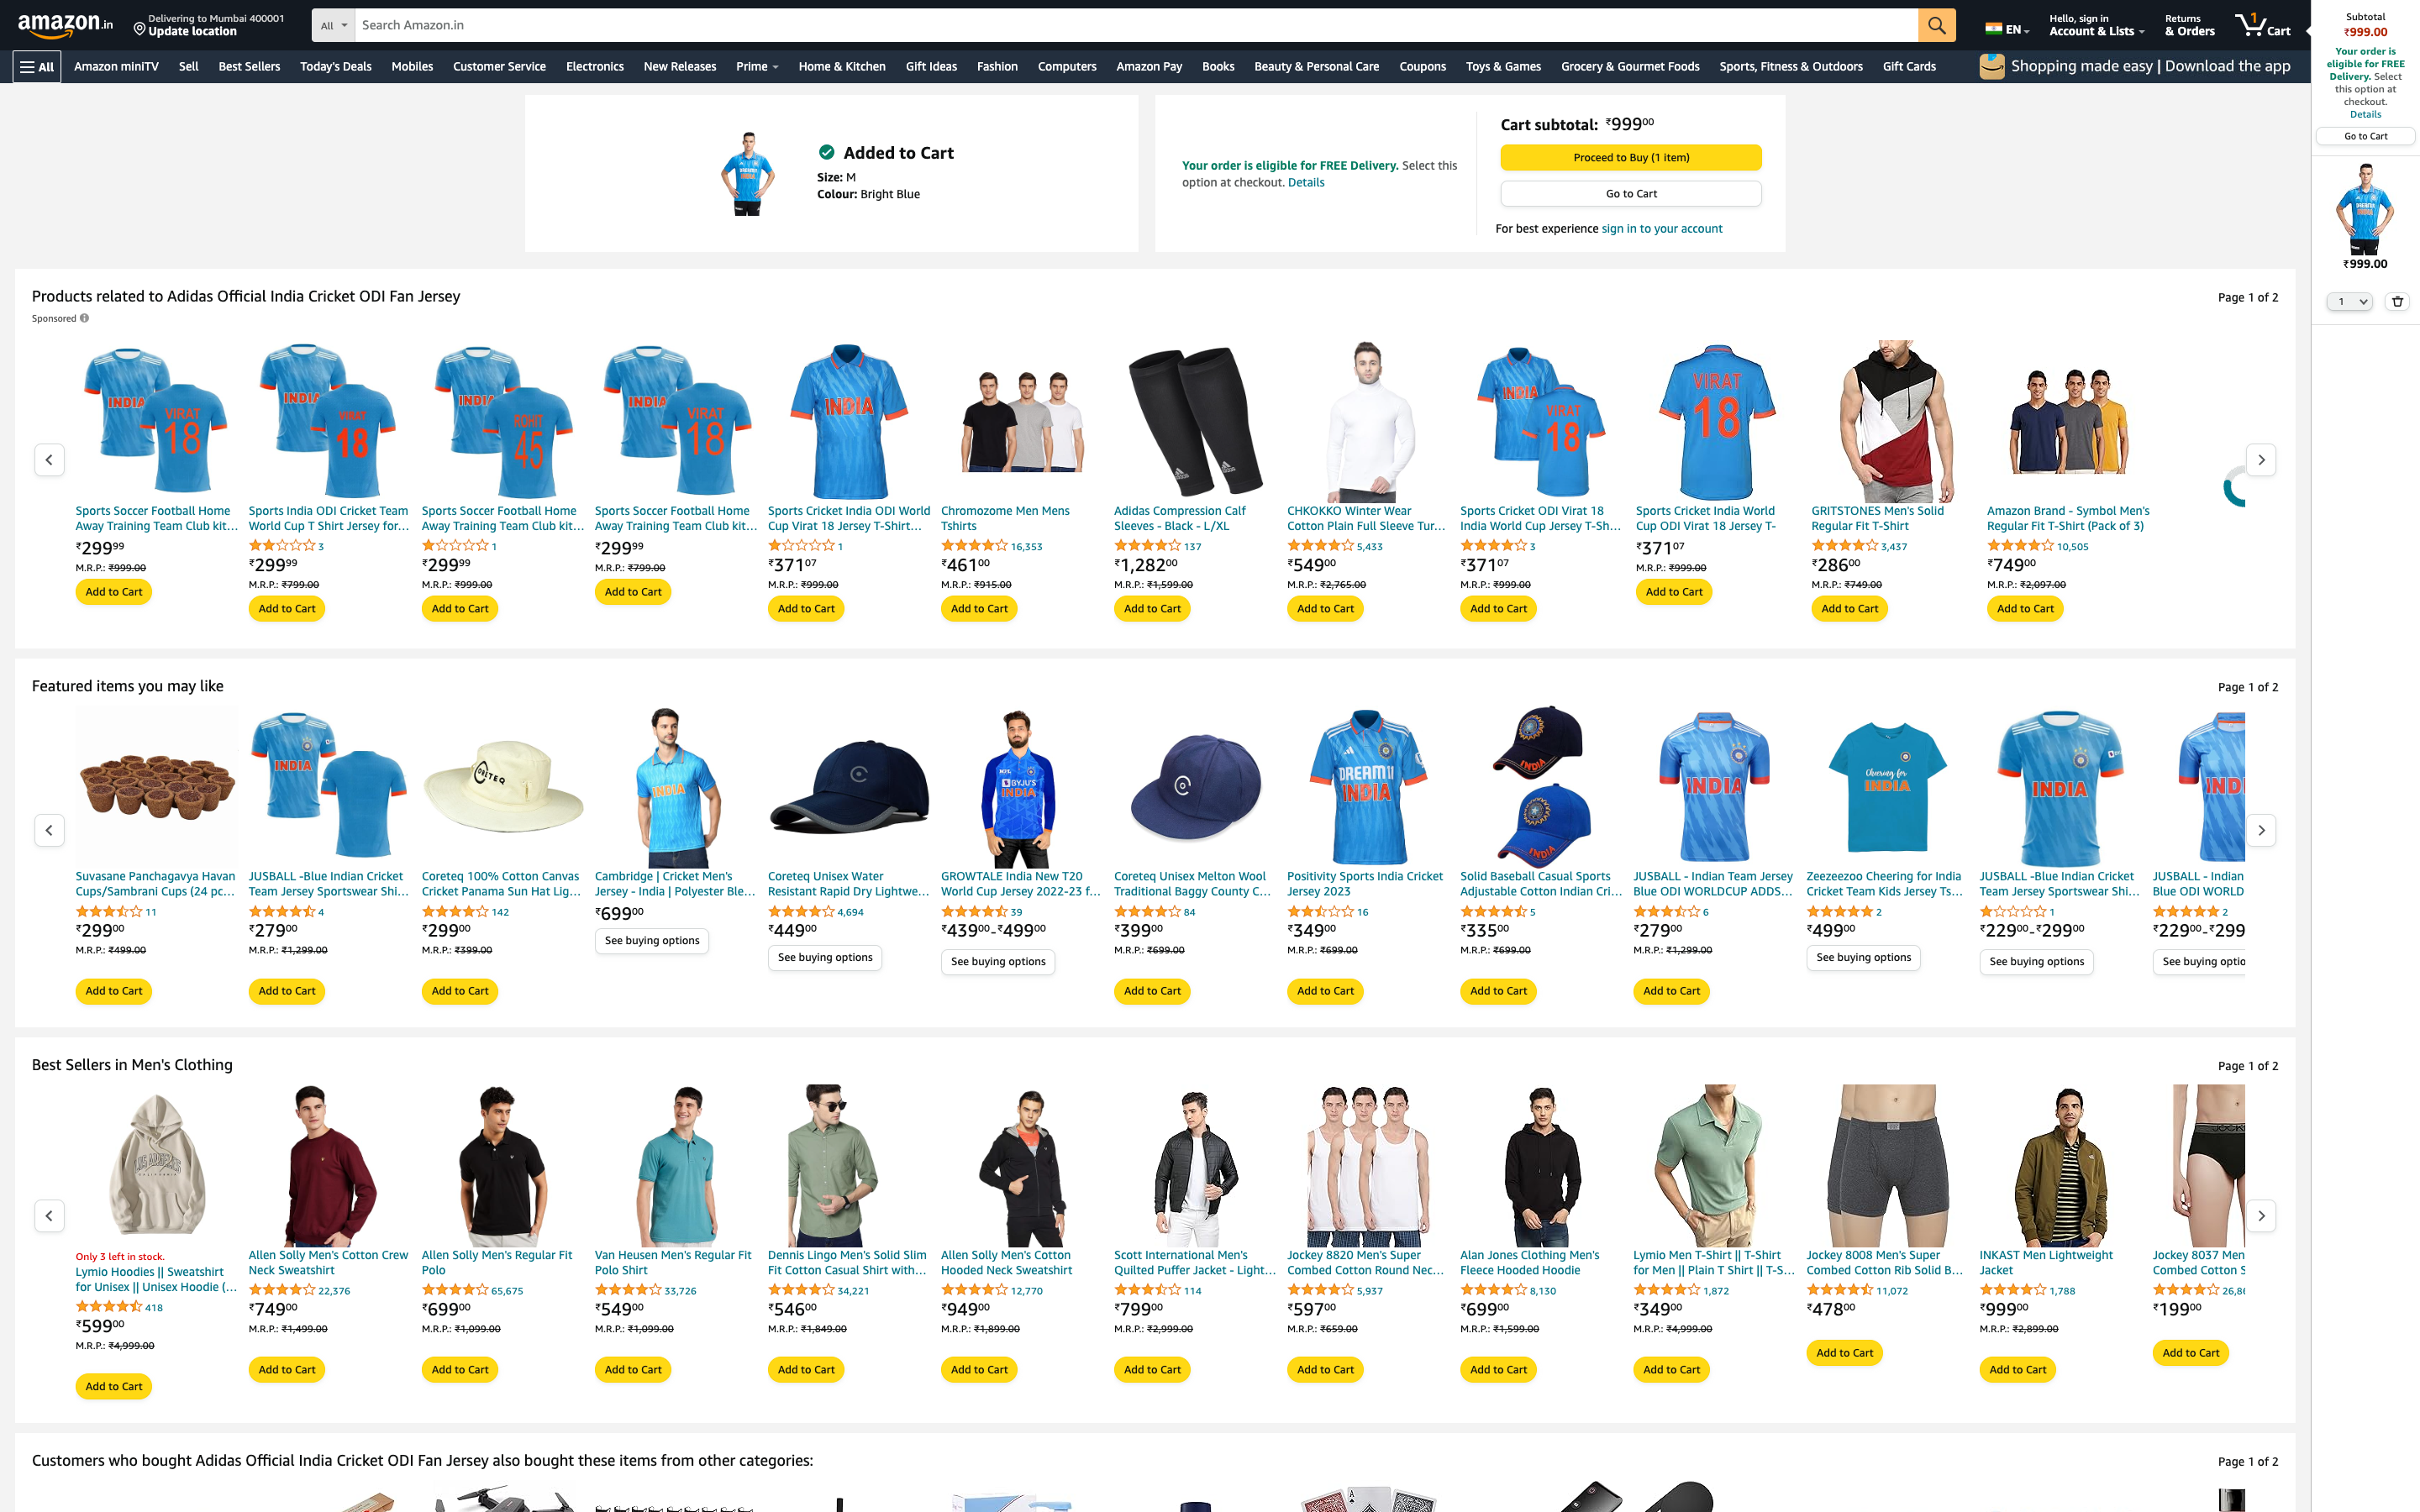 amazon.in
Delivering to Mumbai 400001
Update location
All
Search Amazon.in
EN
Hello, sign in
Account & Lists
Returns
& Orders
1
Cart
All
Amazon miniTV
Sell
Best Sellers
Today's Deals
Mobiles
Customer Service
Electronics
New Releases
Prime
Home & Kitchen
Gift Ideas
Fashion
Computers
Amazon Pay
Books
Beauty & Personal Care
Coupons
Toys & Games
Grocery & Gourmet Foods
Sports, Fitness & Outdoors
Gift Cards
Shopping made easy | Download the app
Subtotal
₹999.00
Your order is
eligible for FREE
Delivery. Select
this option at
checkout.
Details
Go to Cart
₹999.00
1
Added to Cart
Size: M
Colour: Bright Blue
Your order is eligible for FREE Delivery. Select this
option at checkout. Details
Cart subtotal: ₹99900
Proceed to Buy (1 item)
Go to Cart
For best experience sign in to your account
Products related to Adidas Official India Cricket ODI Fan Jersey
Page 1 of 2
Sponsored
Sports Soccer Football Home
Away Training Team Club kit...
₹29999
M.R.P.: ₹999.00
Add to Cart
Sports India ODI Cricket Team
World Cup T Shirt Jersey for...
3
₹29999
M.R.P.: ₹799.00
Add to Cart
Sports Soccer Football Home
Away Training Team Club kit...
1
₹29999
M.R.P.: ₹999.00
Add to Cart
Sports Soccer Football Home
Away Training Team Club kit...
₹29999
M.R.P.: ₹799.00
Add to Cart
Sports Cricket India ODI World
Cup Virat 18 Jersey T-Shirt...
1
₹37107
M.R.P.: ₹999.00
Add to Cart
Chromozome Men Mens
Tshirts
16,353
₹46100
M.R.P.: ₹915.00
Add to Cart
Adidas Compression Calf
Sleeves - Black - L/XL
137
₹1,28200
M.R.P.: ₹1,599.00
Add to Cart
CHKOKKO Winter Wear
Cotton Plain Full Sleeve Tur...
5,433
₹54900
M.R.P.: ₹2,765.00
Add to Cart
Sports Cricket ODI Virat 18
India World Cup Jersey T-Sh...
3
₹37107
M.R.P.: ₹999.00
Add to Cart
Sports Cricket India World
Cup ODI Virat 18 Jersey T-
₹37107
M.R.P.: ₹999.00
Add to Cart
GRITSTONES Men's Solid
Regular Fit T-Shirt
3,437
₹28600
M.R.P.: ₹749.00
Add to Cart
Amazon Brand - Symbol Men's
Regular Fit T-Shirt (Pack of 3)
10,505
₹74900
M.R.P.: ₹2,097.00
Add to Cart
Featured items you may like
Page 1 of 2
Suvasane Panchagavya Havan
Cups/Sambrani Cups (24 pc...
11
₹29900
M.R.P.: ₹499.00
Add to Cart
JUSBALL -Blue Indian Cricket
Team Jersey Sportswear Shi...
4
₹27900
M.R.P.: ₹1,299.00
Add to Cart
Coreteq 100% Cotton Canvas
Cricket Panama Sun Hat Lig...
142
₹29900
M.R.P.: ₹399.00
Add to Cart
Cambridge | Cricket Men's
Jersey - India | Polyester Ble...
₹69900
See buying options
Coreteq Unisex Water
Resistant Rapid Dry Lightwe...
4,694
₹44900
See buying options
GROWTALE India New T20
World Cup Jersey 2022-23 f...
39
₹43900-₹49900
See buying options
Coreteq Unisex Melton Wool
Traditional Baggy County C...
84
₹39900
M.R.P.: ₹699.00
Add to Cart
Positivity Sports India Cricket
Jersey 2023
16
₹34900
M.R.P.: ₹699.00
Add to Cart
Solid Baseball Casual Sports
Adjustable Cotton Indian Cri...
5
₹33500
M.R.P.: ₹699.00
Add to Cart
JUSBALL - Indian Team Jersey
Blue ODI WORLDCUP ADDS...
6
₹27900
M.R.P.: ₹1,299.00
Add to Cart
Zeezeezoo Cheering for India
Cricket Team Kids Jersey Ts...
2
₹49900
See buying options
JUSBALL -Blue Indian Cricket
Team Jersey Sportswear Shi...
1
₹22900-₹29900
See buying options
JUSBALL - Indian
Blue ODI WORLD
2
₹22900-₹299
See buying optio
Best Sellers in Men's Clothing
Page 1 of 2
Only 3 left in stock.
Lymio Hoodies || Sweatshirt
for Unisex || Unisex Hoodie (...
418
₹59900
M.R.P.: ₹4,999.00
Add to Cart
Allen Solly Men's Cotton Crew
Neck Sweatshirt
22,376
₹74900
M.R.P.: ₹1,499.00
Add to Cart
Allen Solly Men's Regular Fit
Polo
65,675
₹69900
M.R.P.: ₹1,099.00
Add to Cart
Van Heusen Men's Regular Fit
Polo Shirt
33,726
₹54900
M.R.P.: ₹1,099.00
Add to Cart
Dennis Lingo Men's Solid Slim
Fit Cotton Casual Shirt with...
34,221
₹54600
M.R.P.: ₹1,849.00
Add to Cart
Allen Solly Men's Cotton
Hooded Neck Sweatshirt
12,770
₹94900
M.R.P.: ₹1,899.00
Add to Cart
Scott International Men's
Quilted Puffer Jacket - Light...
114
₹79900
M.R.P.: ₹2,999.00
Add to Cart
Jockey 8820 Men's Super
Combed Cotton Round Nec...
5,937
₹59700
M.R.P.: ₹659.00
Add to Cart
Alan Jones Clothing Men's
Fleece Hooded Hoodie
8,130
₹69900
M.R.P.: ₹1,599.00
Add to Cart
Lymio Men T-Shirt || T-Shirt
for Men || Plain T Shirt || T-S...
1,872
₹34900
M.R.P.: ₹4,999.00
Add to Cart
Jockey 8008 Men's Super
Combed Cotton Rib Solid B...
11,072
₹47800
Add to Cart
INKAST Men Lightweight
Jacket
1,788
₹99900
M.R.P.: ₹2,899.00
Add to Cart
Jockey 8037 Men
Combed Cotton S
26,86
₹19900
Add to Cart
Customers who bought Adidas Official India Cricket ODI Fan Jersey also bought these items from other categories:
Page 1 of 2